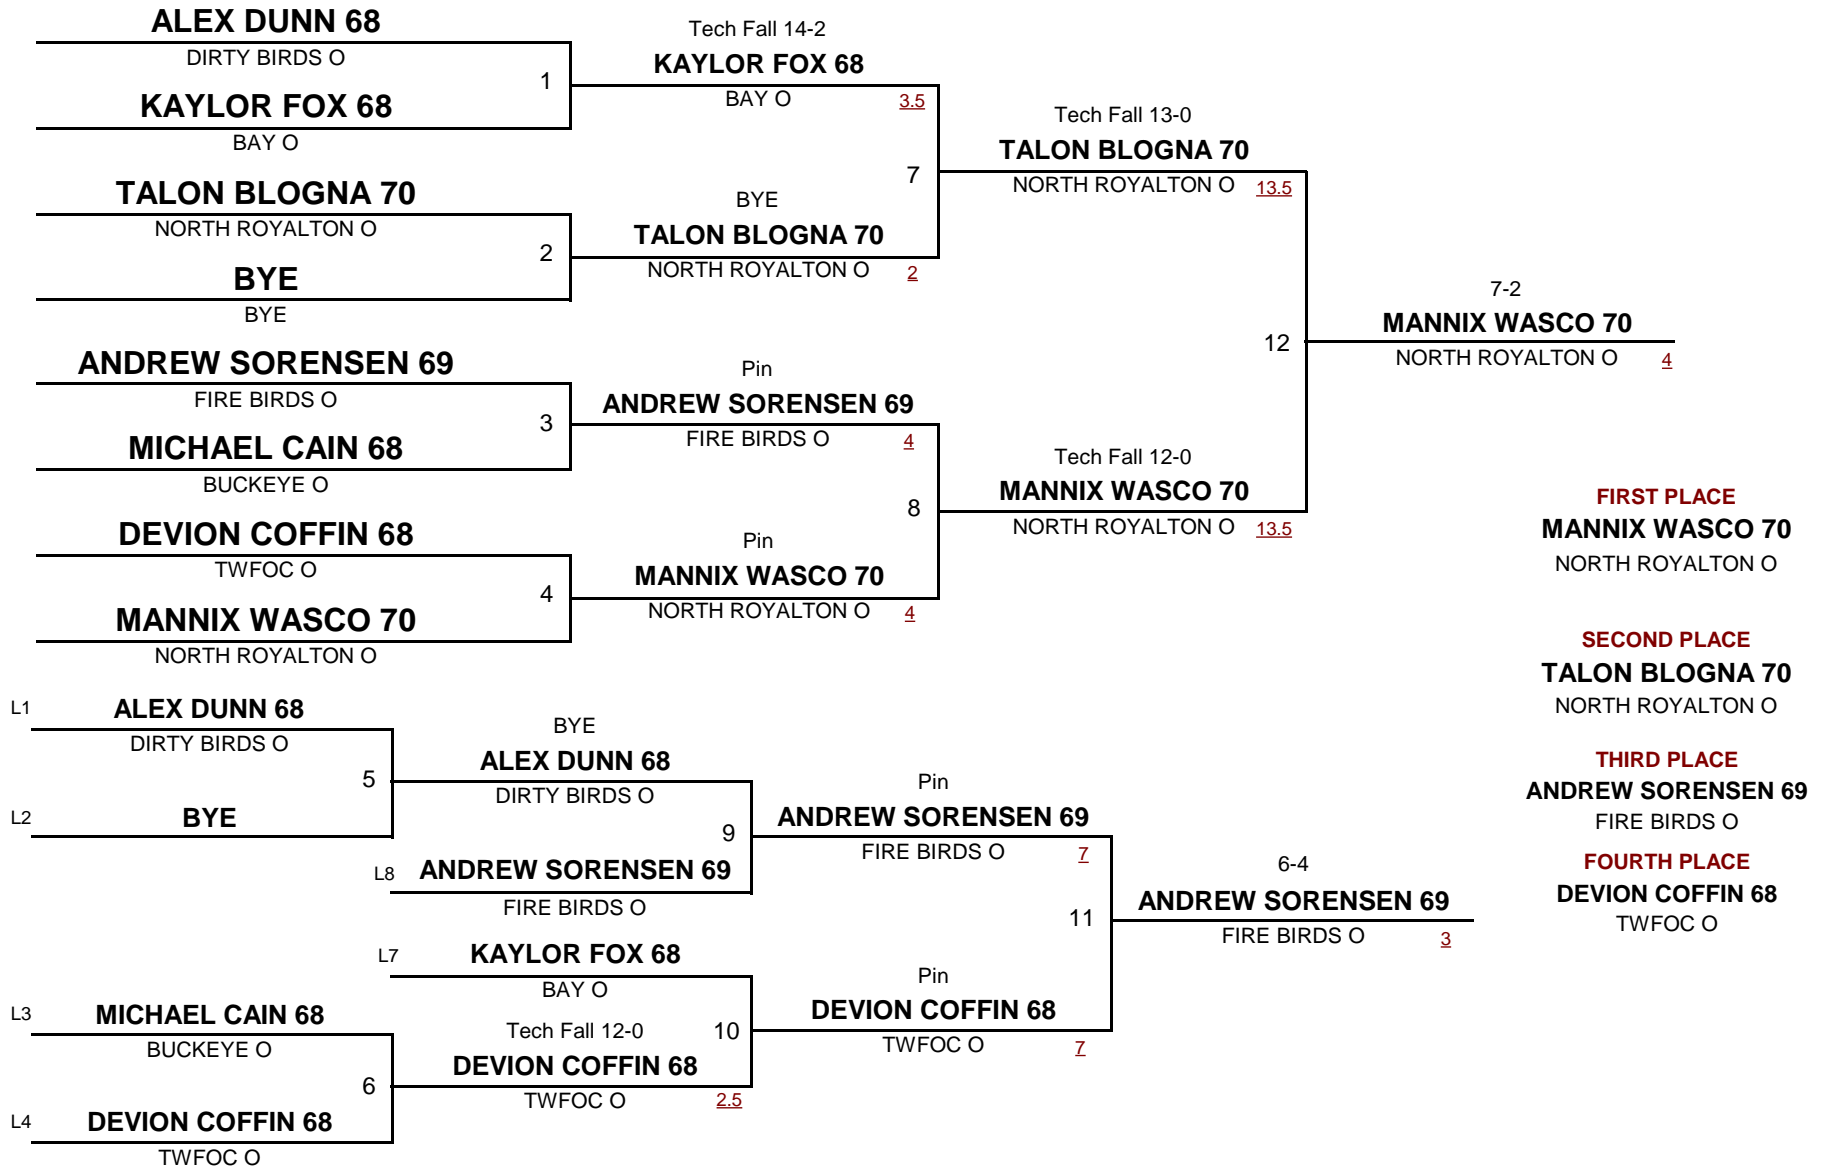 ALEX DUNN 68
DIRTY BIRDS O
1
KAYLOR FOX 68
BAY O
TALON BLOGNA 70
NORTH ROYALTON O
2
BYE
BYE
ANDREW SORENSEN 69
FIRE BIRDS O
3
MICHAEL CAIN 68
BUCKEYE O
DEVION COFFIN 68
TWFOC O
4
MANNIX WASCO 70
NORTH ROYALTON O
Tech Fall 14-2
KAYLOR FOX 68
BAY O 3.5
7
BYE
TALON BLOGNA 70
NORTH ROYALTON O 2
Pin
ANDREW SORENSEN 69
FIRE BIRDS O 4
8
Pin
MANNIX WASCO 70
NORTH ROYALTON O 4
Tech Fall 13-0
TALON BLOGNA 70
NORTH ROYALTON O 13.5
12
Tech Fall 12-0
MANNIX WASCO 70
NORTH ROYALTON O 13.5
7-2
MANNIX WASCO 70
NORTH ROYALTON O 4
FIRST PLACE
MANNIX WASCO 70
NORTH ROYALTON O
SECOND PLACE
TALON BLOGNA 70
NORTH ROYALTON O
THIRD PLACE
ANDREW SORENSEN 69
FIRE BIRDS O
FOURTH PLACE
DEVION COFFIN 68
TWFOC O
L1 ALEX DUNN 68
DIRTY BIRDS O
5
L2 BYE
BYE
ALEX DUNN 68
DIRTY BIRDS O
9
L8 ANDREW SORENSEN 69
FIRE BIRDS O
L7 KAYLOR FOX 68
BAY O
L3 MICHAEL CAIN 68
BUCKEYE O
6
L4 DEVION COFFIN 68
TWFOC O
Tech Fall 12-0 10
DEVION COFFIN 68
TWFOC O 2.5
Pin
ANDREW SORENSEN 69
FIRE BIRDS O 7
11
Pin
DEVION COFFIN 68
TWFOC O 7
6-4
ANDREW SORENSEN 69
FIRE BIRDS O 3